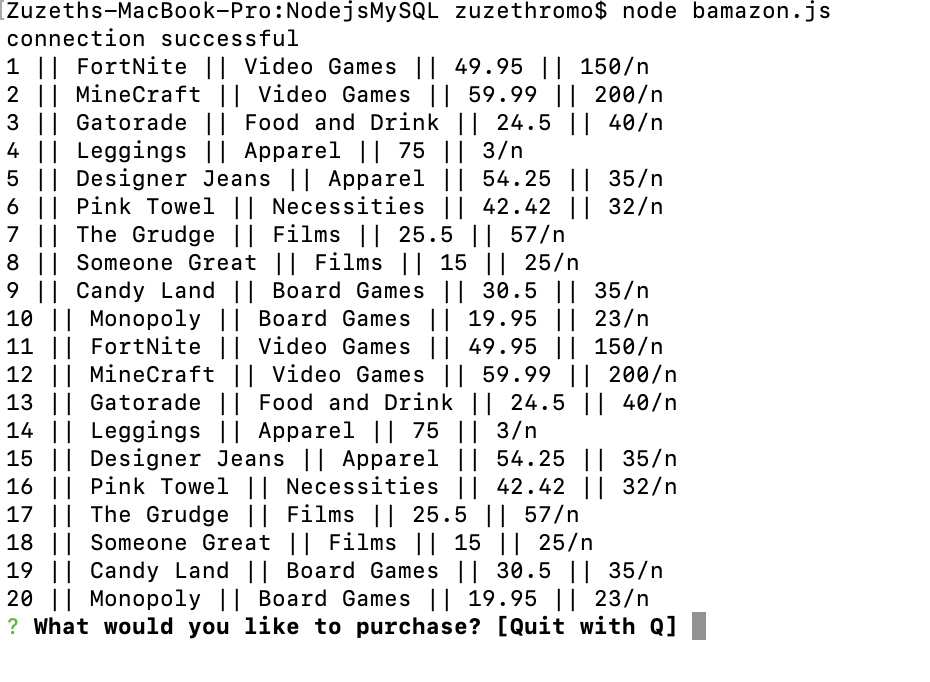 Zuzeths-MacBook-Pro:NodejsMySQL zuzethromo$ node bamazon.js
connection successful
1 || FortNite || Video Games || 49.95 || 150/n
2 || MineCraft || Video Games || 59.99 || 200/n
3 || Gatorade || Food and Drink || 24.5 || 40/n
4 || Leggings || Apparel || 75 || 3/n
5 || Designer Jeans || Apparel || 54.25 || 35/n
6 || Pink Towel || Necessities || 42.42 || 32/n
7 || The Grudge || Films || 25.5 || 57/n
8 || Someone Great || Films || 15 || 25/n
9 || Candy Land || Board Games || 30.5 || 35/n
10 || Monopoly || Board Games || 19.95 || 23/n
11 || FortNite || Video Games || 49.95 || 150/n
12 || MineCraft || Video Games || 59.99 || 200/n
13 || Gatorade || Food and Drink || 24.5 || 40/n
14 || Leggings || Apparel || 75 || 3/n
15 || Designer Jeans || Apparel || 54.25 || 35/n
16 || Pink Towel || Necessities || 42.42 || 32/n
17 || The Grudge || Films || 25.5 || 57/n
18 || Someone Great || Films || 15 || 25/n
19 || Candy Land || Board Games || 30.5 || 35/n
20 || Monopoly || Board Games || 19.95 || 23/n
? What would you like to purchase? [Quit with Q]